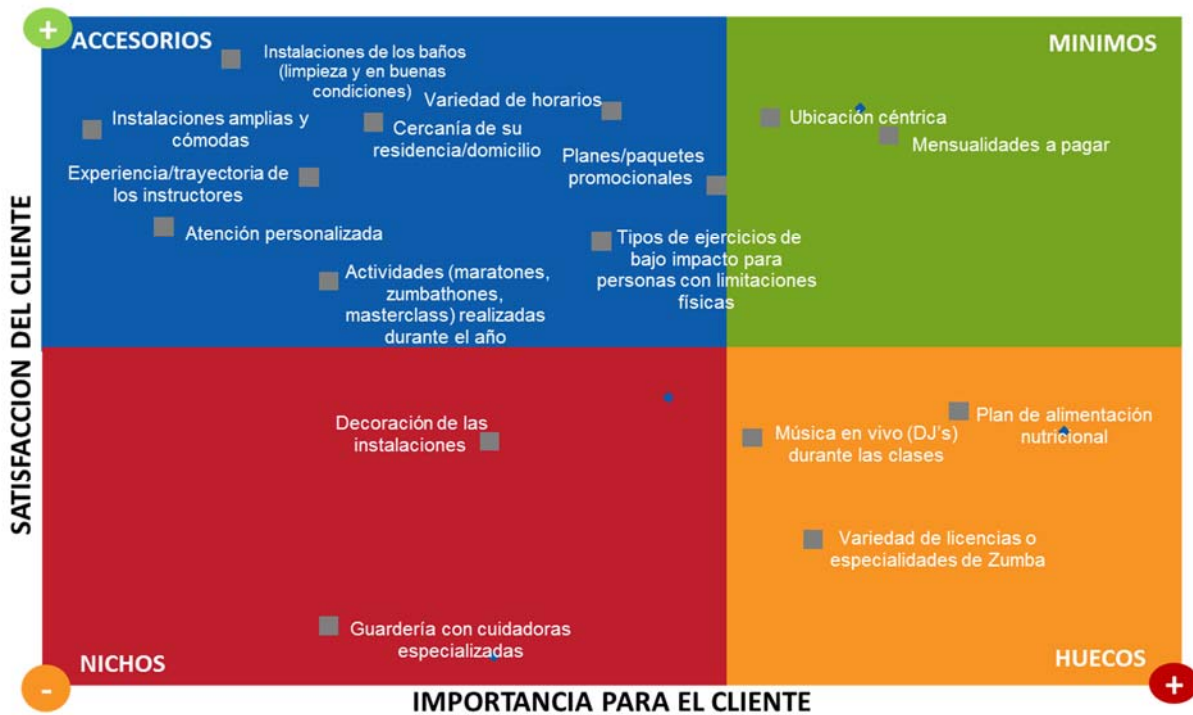 +
ACCESORIOS
MINIMOS
Instalaciones de los baños
(limpieza y en buenas
condiciones)
Variedad de horarios
Instalaciones amplias y
cómodas
Cercanía de su
residencia/domicilio
Ubicación céntrica
Mensualidades a pagar
Planes/paquetes
promocionales
Experiencia/trayectoria de
los instructores
Atención personalizada
Tipos de ejercicios de
bajo impacto para
personas con limitaciones
físicas
Actividades (maratones,
zumbathones,
masterclass) realizadas
durante el año
SATISFACCION DEL CLIENTE
Decoración de las
instalaciones
Música en vivo (DJ's)
durante las clases
Plan de alimentación
nutricional
Variedad de licencias o
especialidades de Zumba
Guardería con cuidadoras
especializadas
NICHOS
HUECOS
-
IMPORTANCIA PARA EL CLIENTE
+